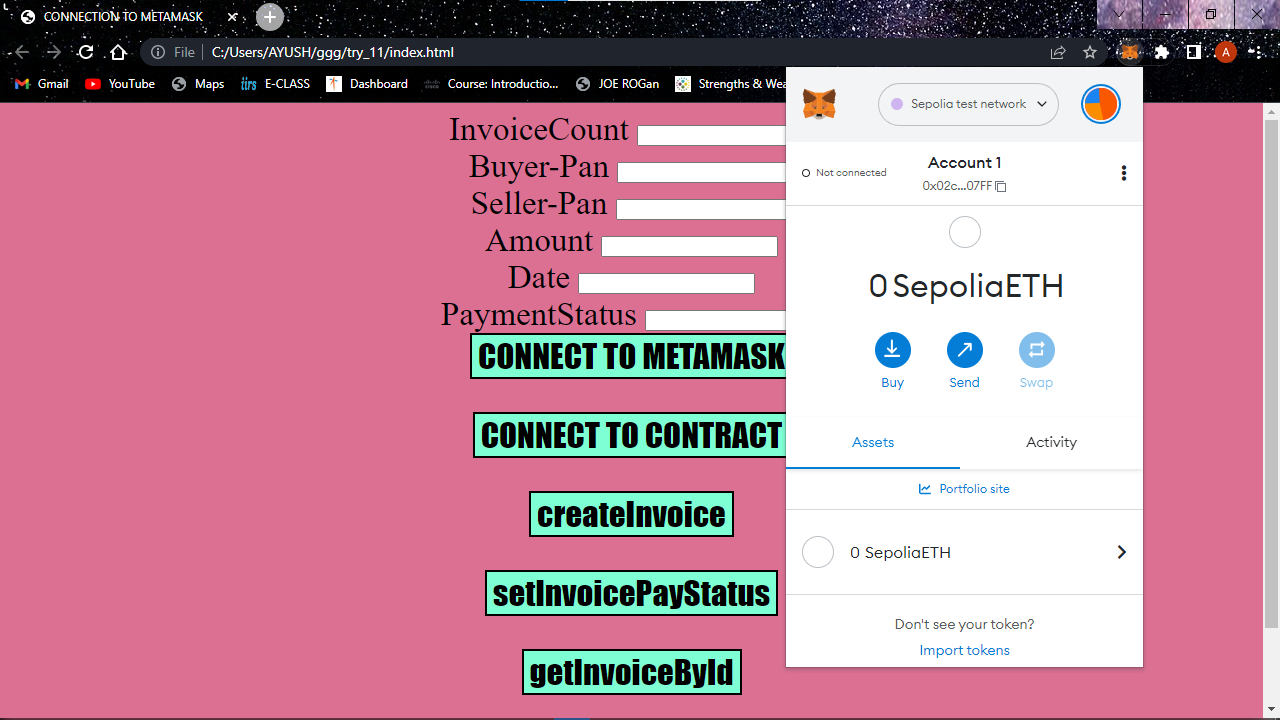 CONNECTION TO METAMASK
File C:/Users/AYUSH/ggg/try_11/index.html A
Gmail YouTube Maps E-CLASS Dashboard Course: Introductio... JOE ROGan Strengths & Wea
InvoiceCount
Buyer-Pan
Seller-Pan
Amount
Date
PaymentStatus
CONNECT TO METAMASK
CONNECT TO CONTRACT
createInvoice
setInvoicePayStatus
getInvoiceById
Sepolia test network
Not connected
Account 1
0x02c...07FF
0 SepoliaETH
Buy Send Swap
Assets Activity
Portfolio site
0 SepoliaETH
Don't see your token?
Import tokens